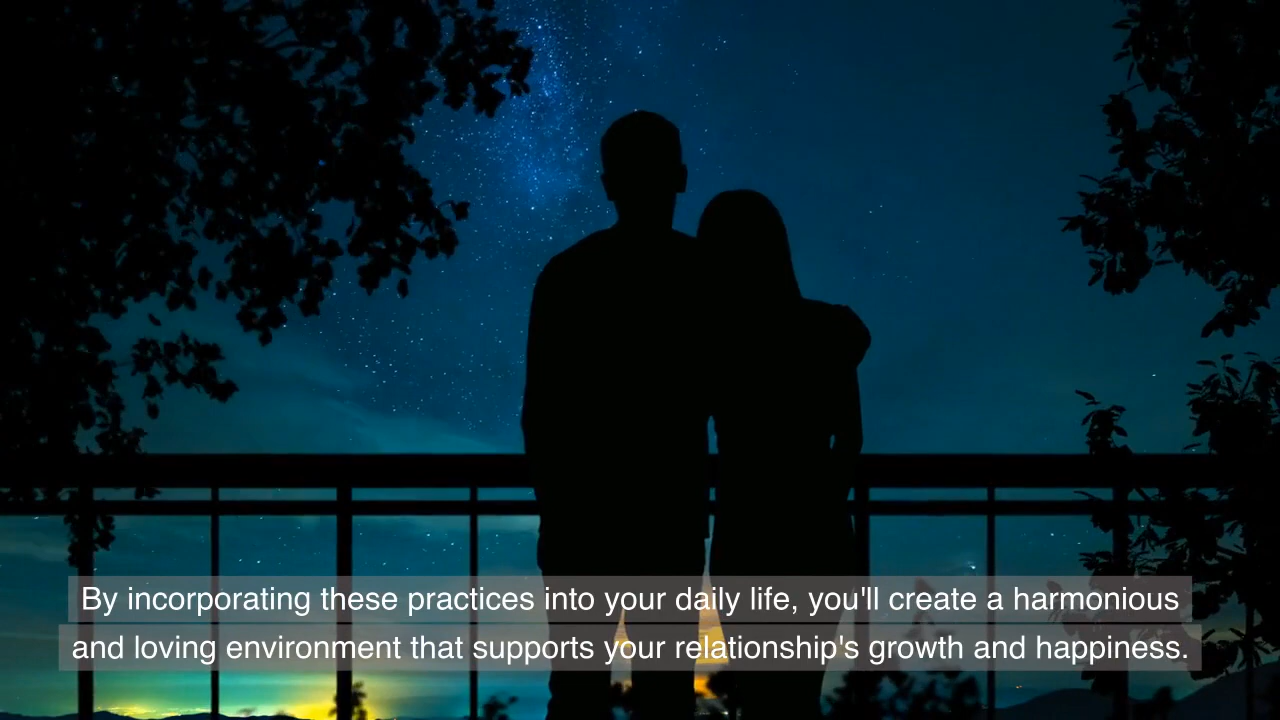 By incorporating these practices into your daily life, you'll create a harmonious
and loving environment that supports your relationship's growth and happiness.